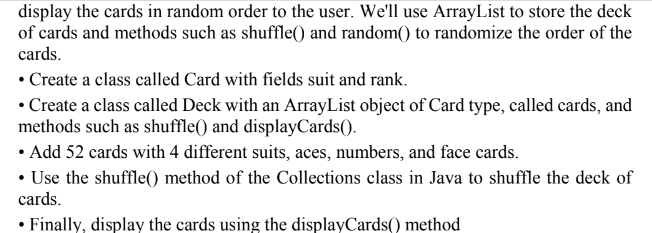 display the cards in random order to the user. We'll use ArrayList to store the deck
of cards and methods such as shuffle() and random() to randomize the order of the
cards.
• Create a class called Card with fields suit and rank.
• Create a class called Deck with an ArrayList object of Card type, called cards, and
methods such as shuffle() and displayCards().
• Add 52 cards with 4 different suits, aces, numbers, and face cards.
• Use the shuffle() method of the Collections class in Java to shuffle the deck of
cards.
• Finally, display the cards using the displayCards() method